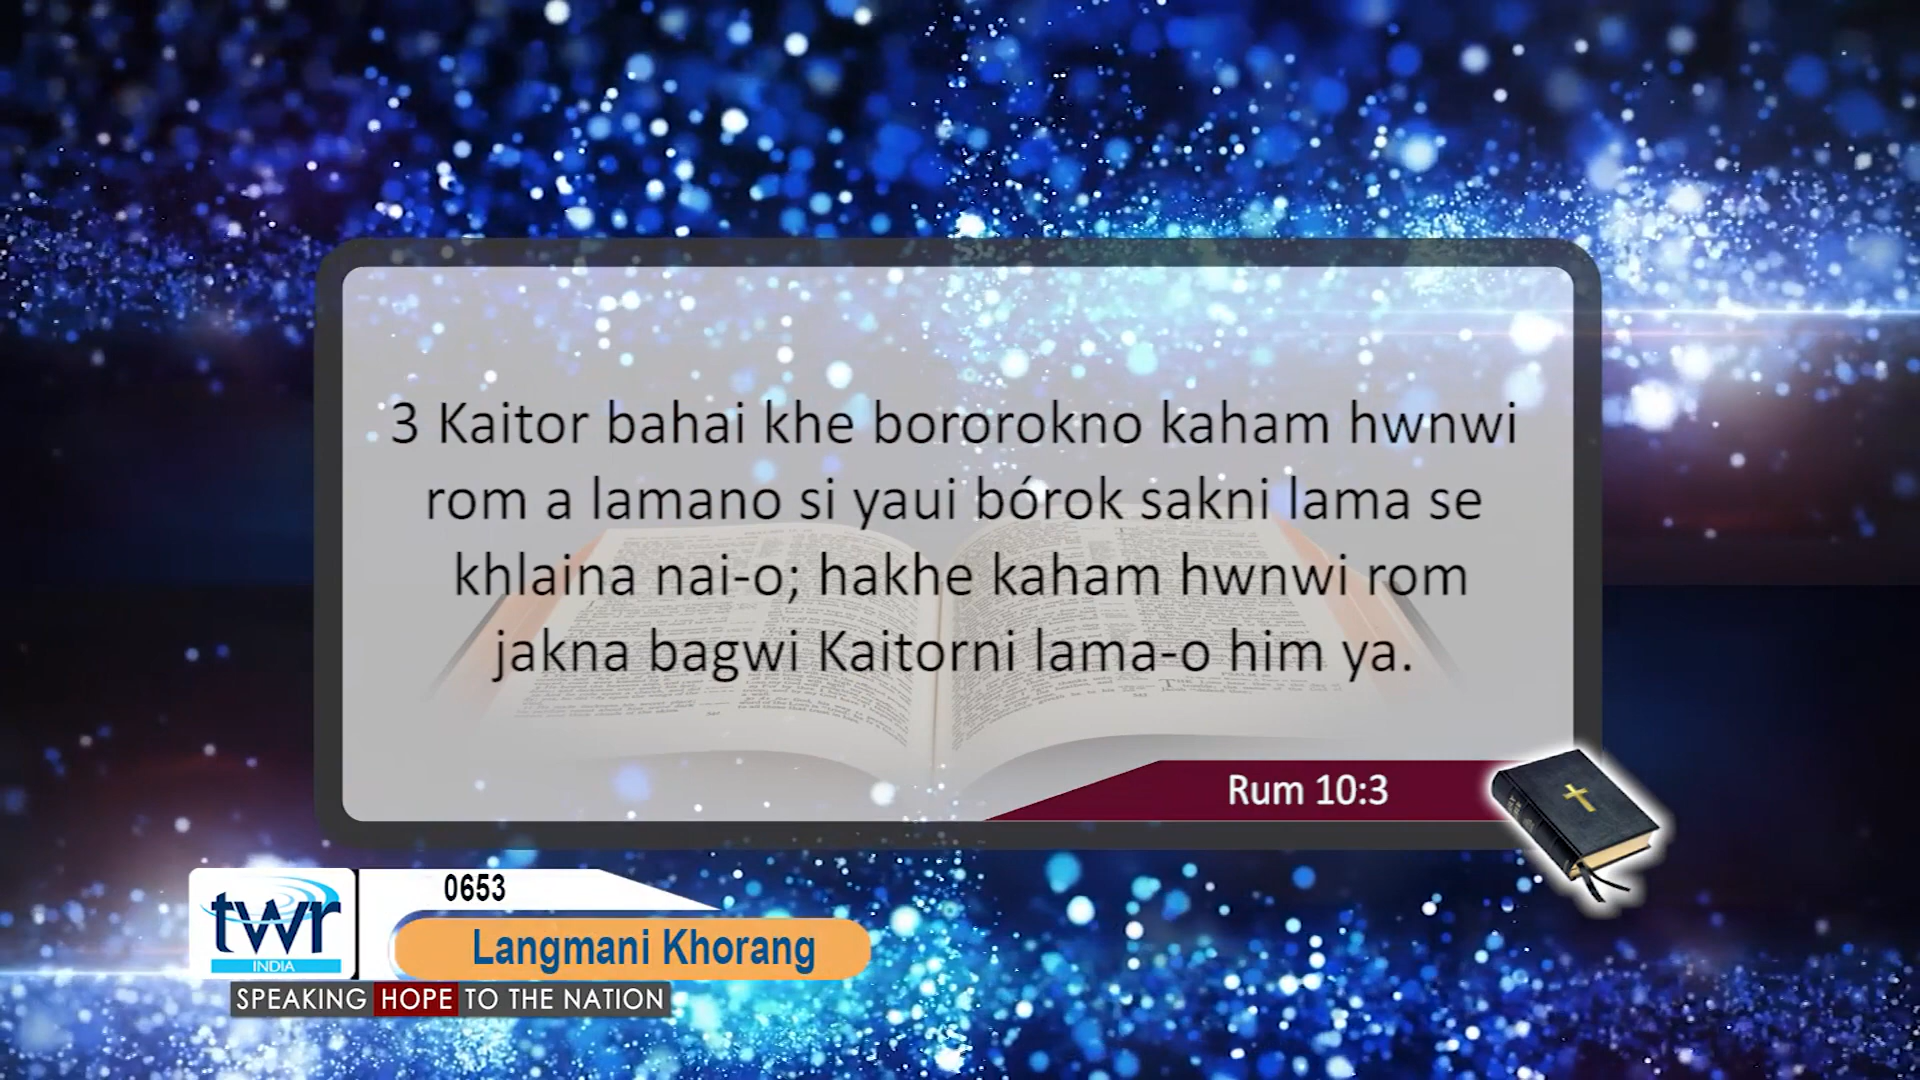 3 Kaitor bahai khe bororokno kaham hwnwi
rom a lamano si yaui bórok sakni lama se
khlaina nai-o; hakhe kaham hwnwi rom
jakna bagwi Kaitorni lama-o him ya.
Rum 10:3
0653
twr
INDIA
Langmani Khorang
SPEAKING HOPE TO THE NATION